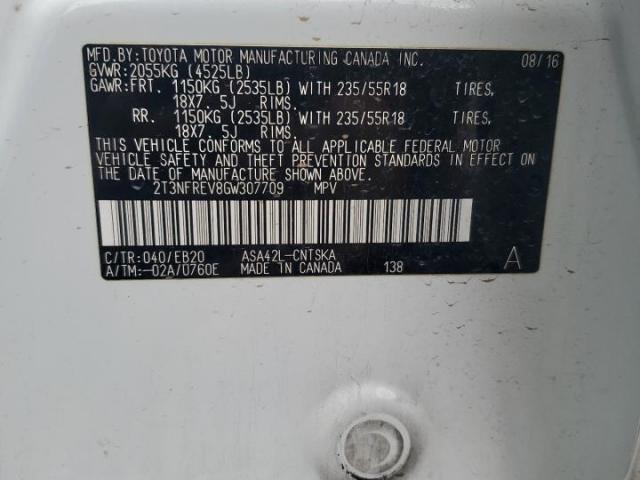 MFD.BY:TOYOTA MOTOR MANUFACTURING CANADA INC. 08/16
GVWR:2055KG (4525LB)
GAWR:FRT. 1150KG (2535LB) WITH 235/55R18 TIRES,
18X7.5J RIMS.
RR. 1150KG (2535LB) WITH 235/55R18 TIRES,
18X7.5J RIMS.
THIS VEHICLE CONFORMS TO ALL APPLICABLE FEDERAL MOTOR
VEHICLE SAFETY AND THEFT PREVENTION STANDARDS IN EFFECT ON
THE DATE OF MANUFACTURE SHOWN ABOVE.
2T3NFREV8GW307709 MPV
C/TR:040/EB20 ASA42L-CNTSKA A
A/TM:-02A/U760E MADE IN CANADA 138